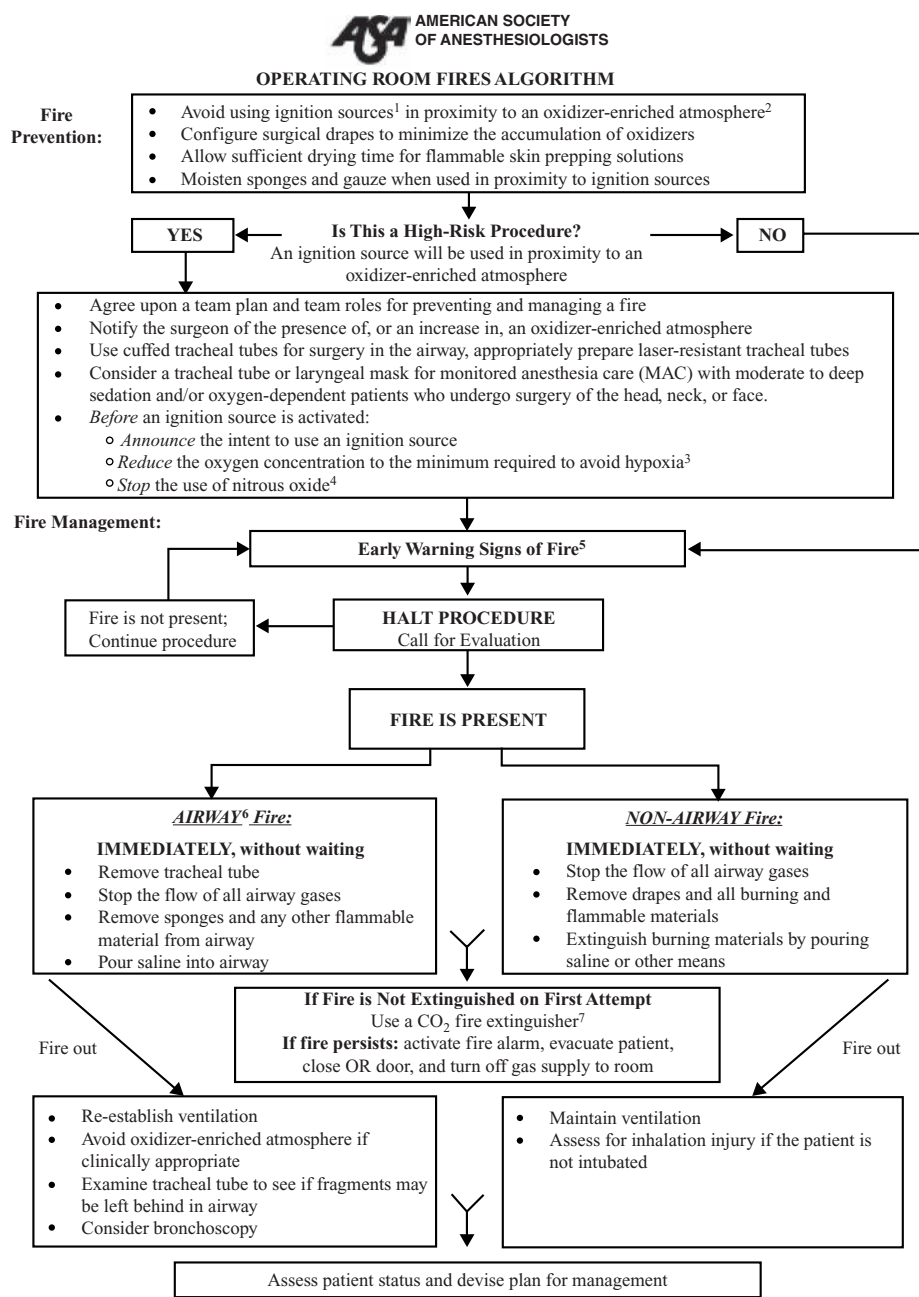 ASA AMERICAN SOCIETY
OF ANESTHESIOLOGISTS
OPERATING ROOM FIRES ALGORITHM
Fire
Prevention:
• Avoid using ignition sources¹ in proximity to an oxidizer-enriched atmosphere²
• Configure surgical drapes to minimize the accumulation of oxidizers
• Allow sufficient drying time for flammable skin prepping solutions
• Moisten sponges and gauze when used in proximity to ignition sources
YES
Is This a High-Risk Procedure?
An ignition source will be used in proximity to an
oxidizer-enriched atmosphere
NO
• Agree upon a team plan and team roles for preventing and managing a fire
• Notify the surgeon of the presence of, or an increase in, an oxidizer-enriched atmosphere
• Use cuffed tracheal tubes for surgery in the airway, appropriately prepare laser-resistant tracheal tubes
• Consider a tracheal tube or laryngeal mask for monitored anesthesia care (MAC) with moderate to deep
sedation and/or oxygen-dependent patients who undergo surgery of the head, neck, or face.
• Before an ignition source is activated:
○ Announce the intent to use an ignition source
○ Reduce the oxygen concentration to the minimum required to avoid hypoxia³
○ Stop the use of nitrous oxide⁴
Fire Management:
Early Warning Signs of Fire⁵
Fire is not present;
Continue procedure
HALT PROCEDURE
Call for Evaluation
FIRE IS PRESENT
AIRWAY⁶ Fire:
IMMEDIATELY, without waiting
• Remove tracheal tube
• Stop the flow of all airway gases
• Remove sponges and any other flammable
material from airway
• Pour saline into airway
NON-AIRWAY Fire:
IMMEDIATELY, without waiting
• Stop the flow of all airway gases
• Remove drapes and all burning and
flammable materials
• Extinguish burning materials by pouring
saline or other means
If Fire is Not Extinguished on First Attempt
Use a CO₂ fire extinguisher⁷
If fire persists: activate fire alarm, evacuate patient,
close OR door, and turn off gas supply to room
Fire out
Fire out
• Re-establish ventilation
• Avoid oxidizer-enriched atmosphere if
clinically appropriate
• Examine tracheal tube to see if fragments may
be left behind in airway
• Consider bronchoscopy
• Maintain ventilation
• Assess for inhalation injury if the patient is
not intubated
Assess patient status and devise plan for management